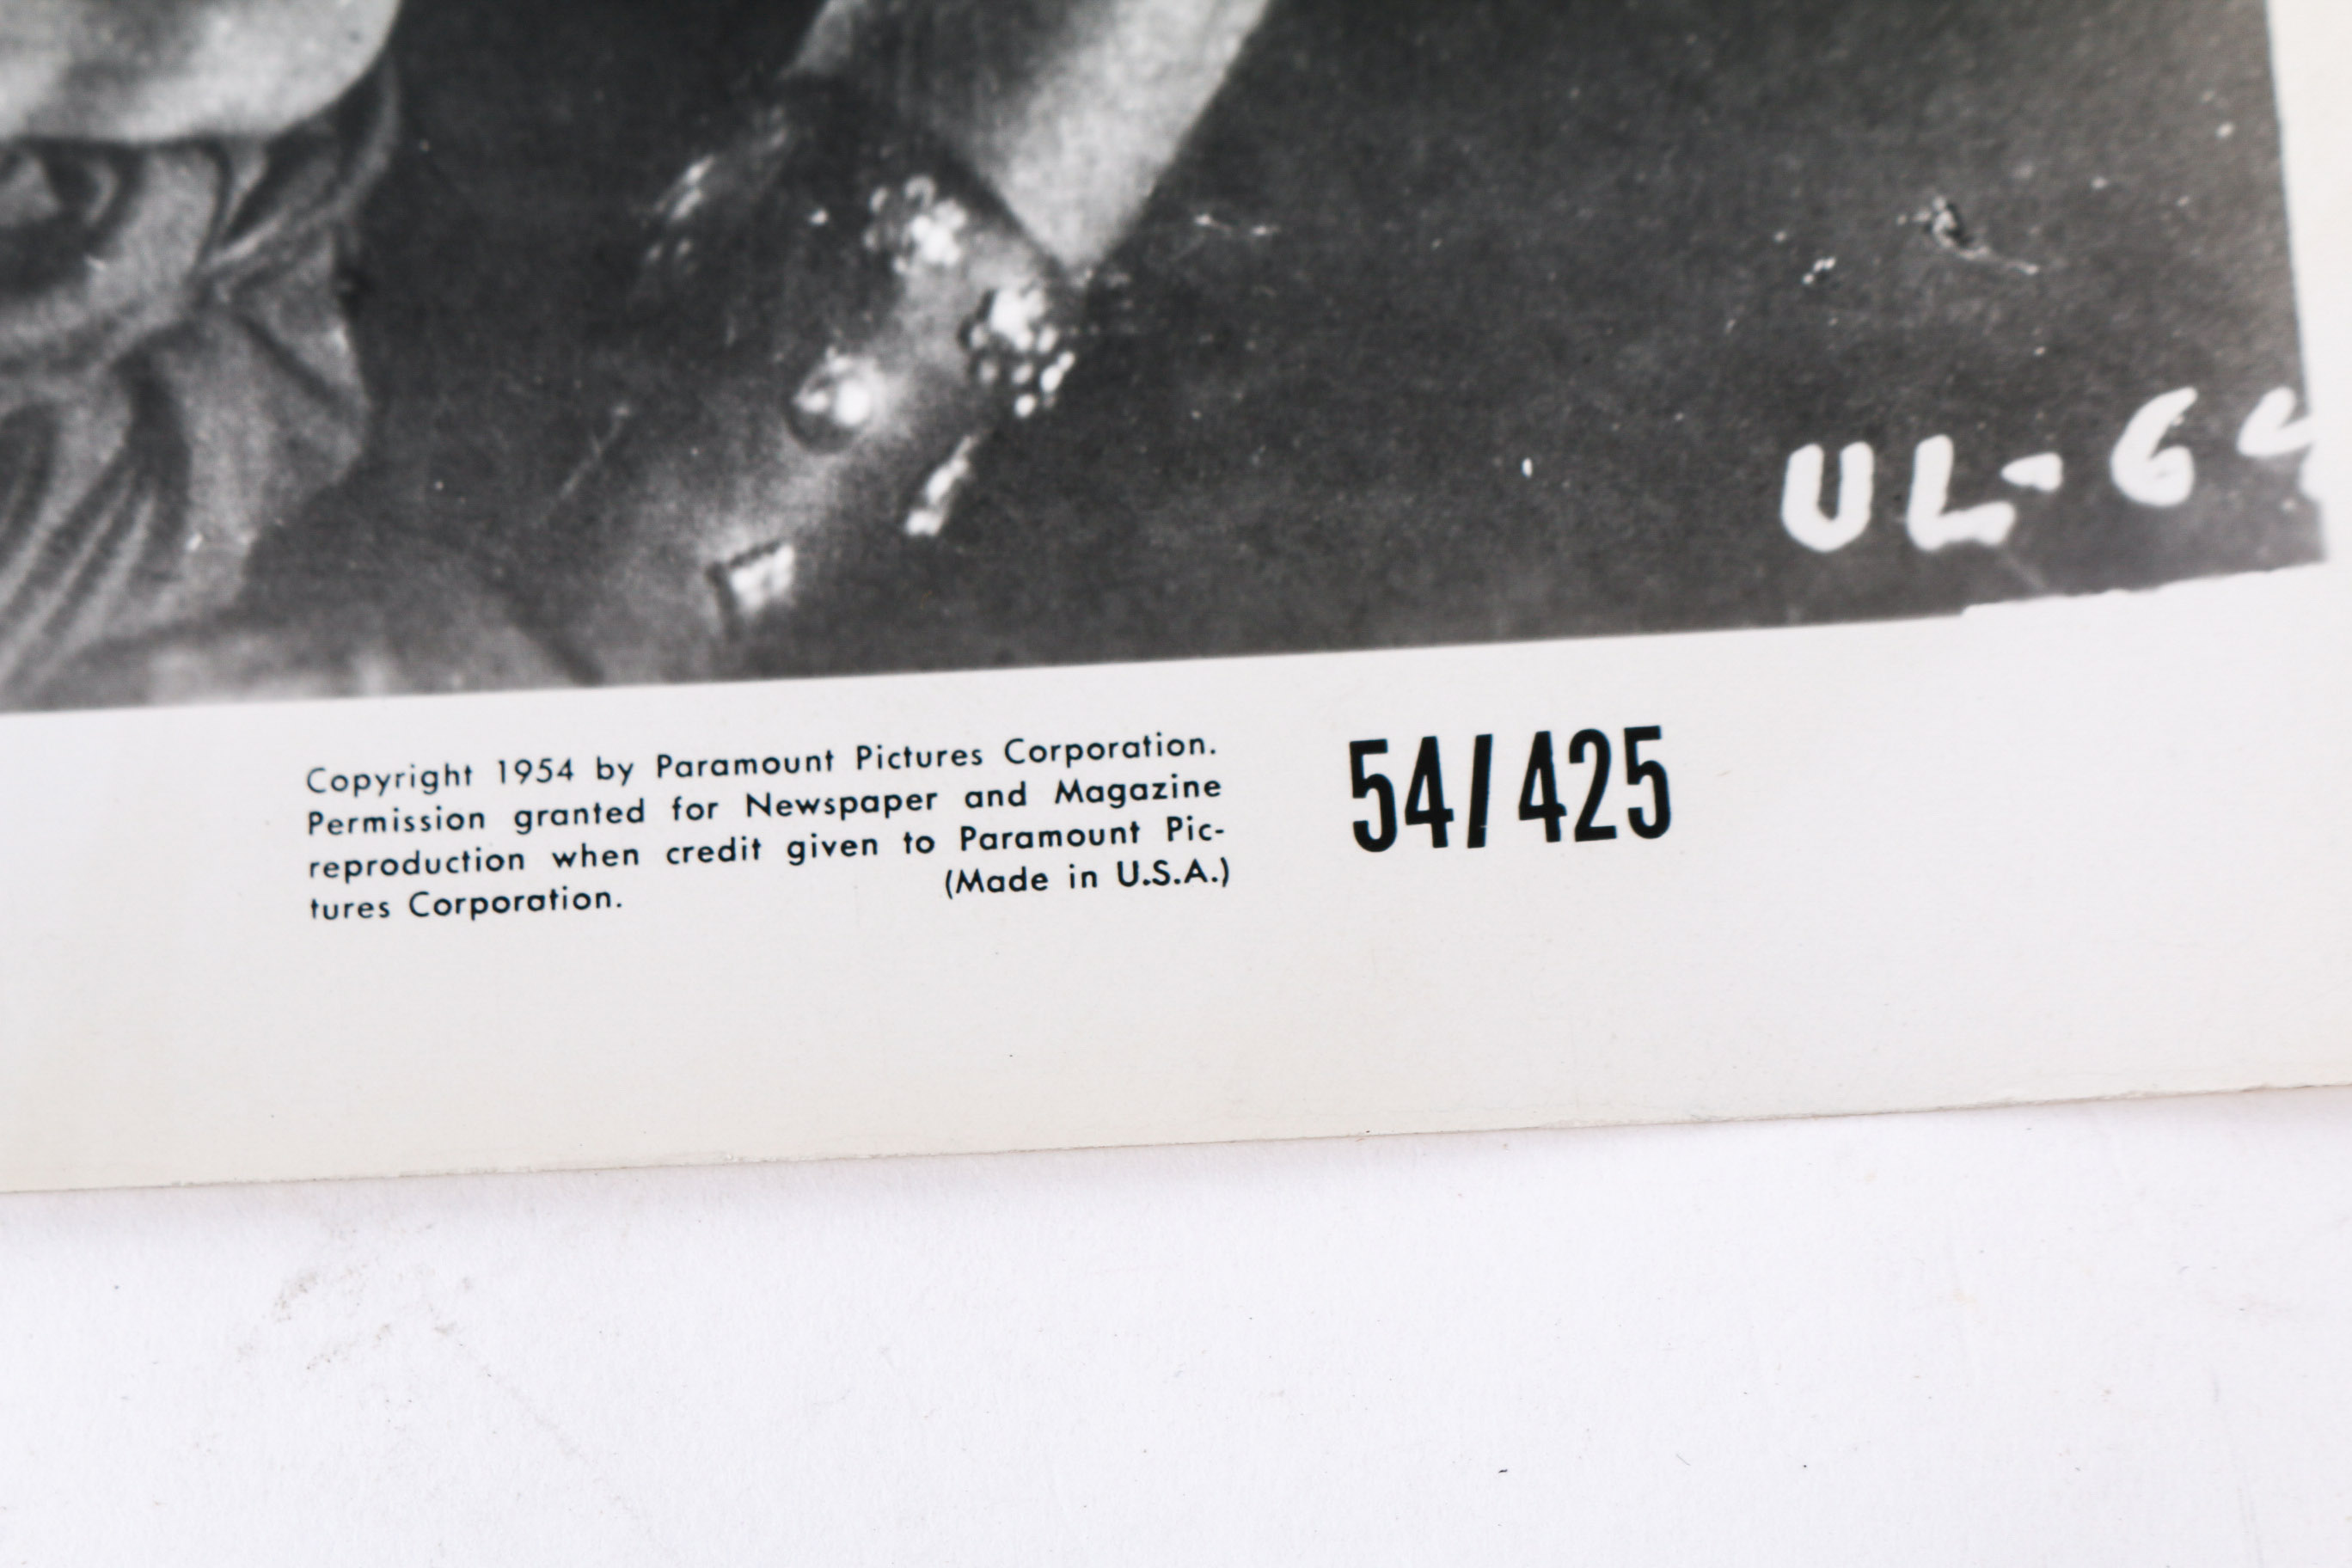 UL-6
Copyright 1954 by Paramount Pictures Corporation.
Permission granted for Newspaper and Magazine
reproduction when credit given to Paramount Pic-
tures Corporation. (Made in U.S.A.)
54/425